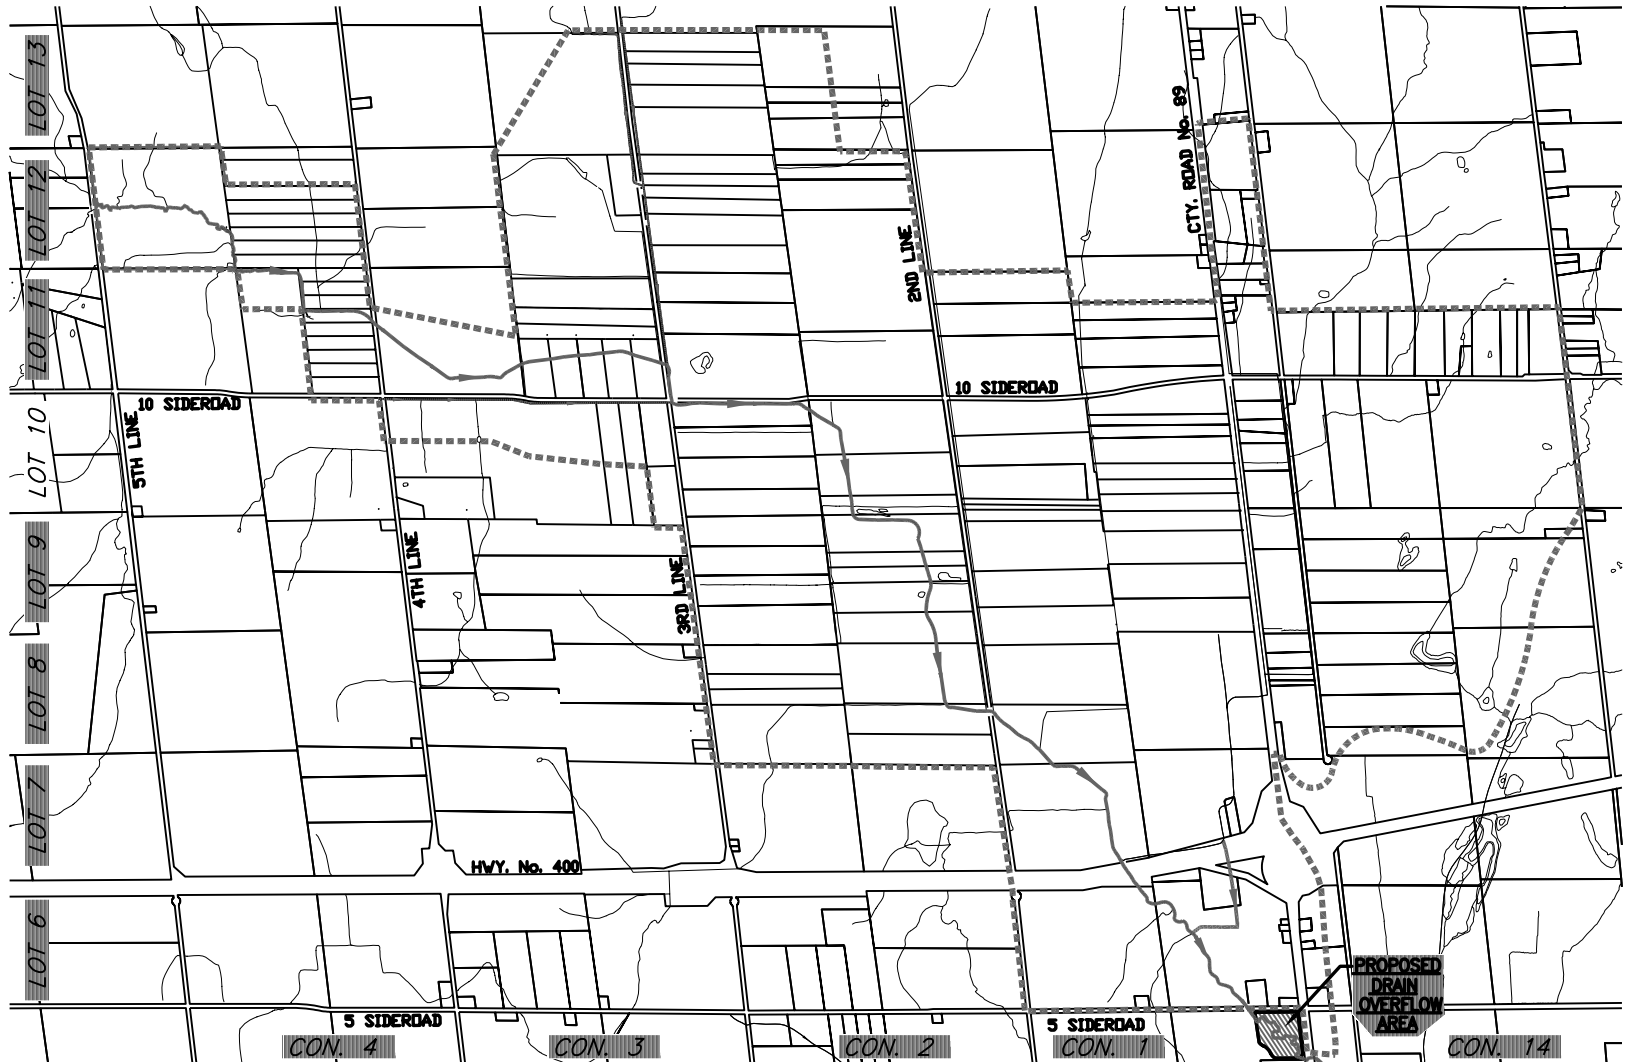 LOT 13
LOT 12
LOT 11
LOT 10
LOT 9
LOT 8
LOT 7
LOT 6
CTY. ROAD No. 89
2ND LINE
10 SIDEROAD
10 SIDEROAD
5TH LINE
4TH LINE
3RD LINE
HWY. No. 400
PROPOSED
DRAIN
OVERFLOW
AREA
5 SIDEROAD
5 SIDEROAD
CON. 4
CON. 3
CON. 2
CON. 1
CON. 14